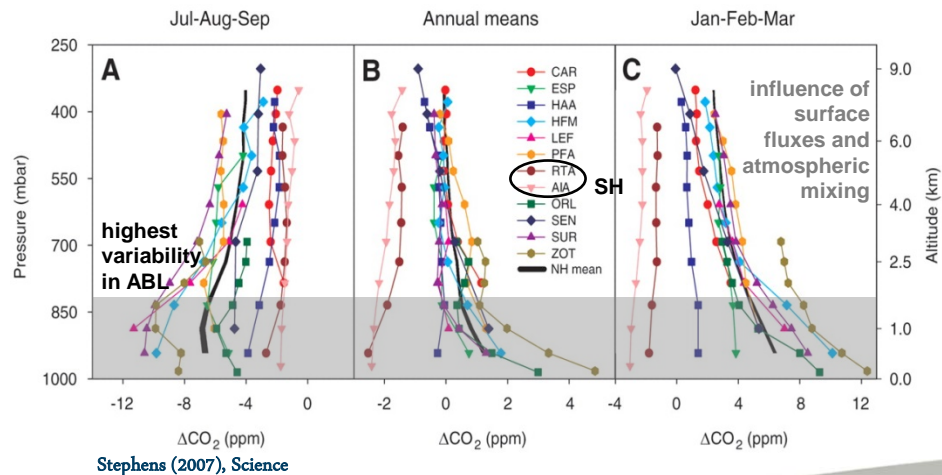 Jul-Aug-Sep
Annual means
Jan-Feb-Mar
250
400
550
700
850
1000
Pressure (mbar)
A
highest
variability
in ABL
-12
-8
-4
0
ΔCO2 (ppm)
B
CAR
ESP
HAA
HFM
LEF
PFA
RTA
AIA
ORL
SEN
SUR
ZOT
NH mean
SH
-2
0
2
4
ΔCO2 (ppm)
C
influence of
surface
fluxes and
atmospheric
mixing
-4
0
4
8
12
ΔCO2 (ppm)
9.0
6.0
4.0
2.5
1.0
0.0
Altitude (km)
Stephens (2007), Science